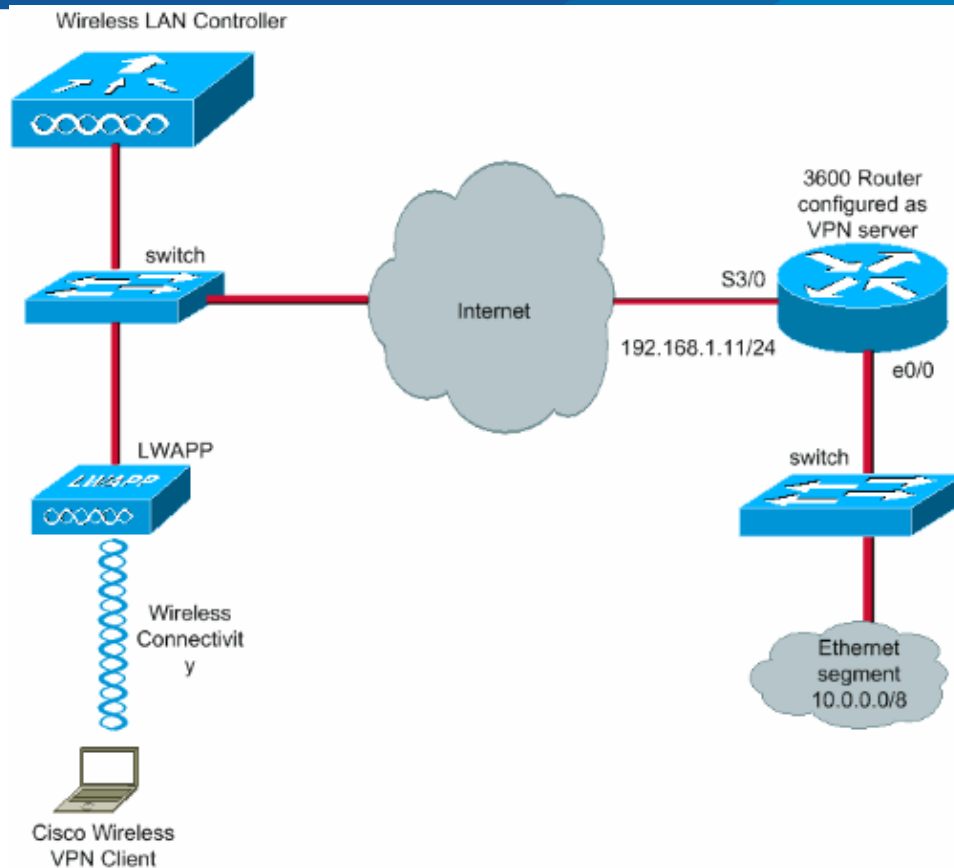 Wireless LAN Controller
switch
LWAPP
LWAPP
Wireless
Connectivit
y
Cisco Wireless
VPN Client
Internet
3600 Router
configured as
VPN server
S3/0
192.168.1.11/24
e0/0
switch
Ethernet
segment
10.0.0.0/8